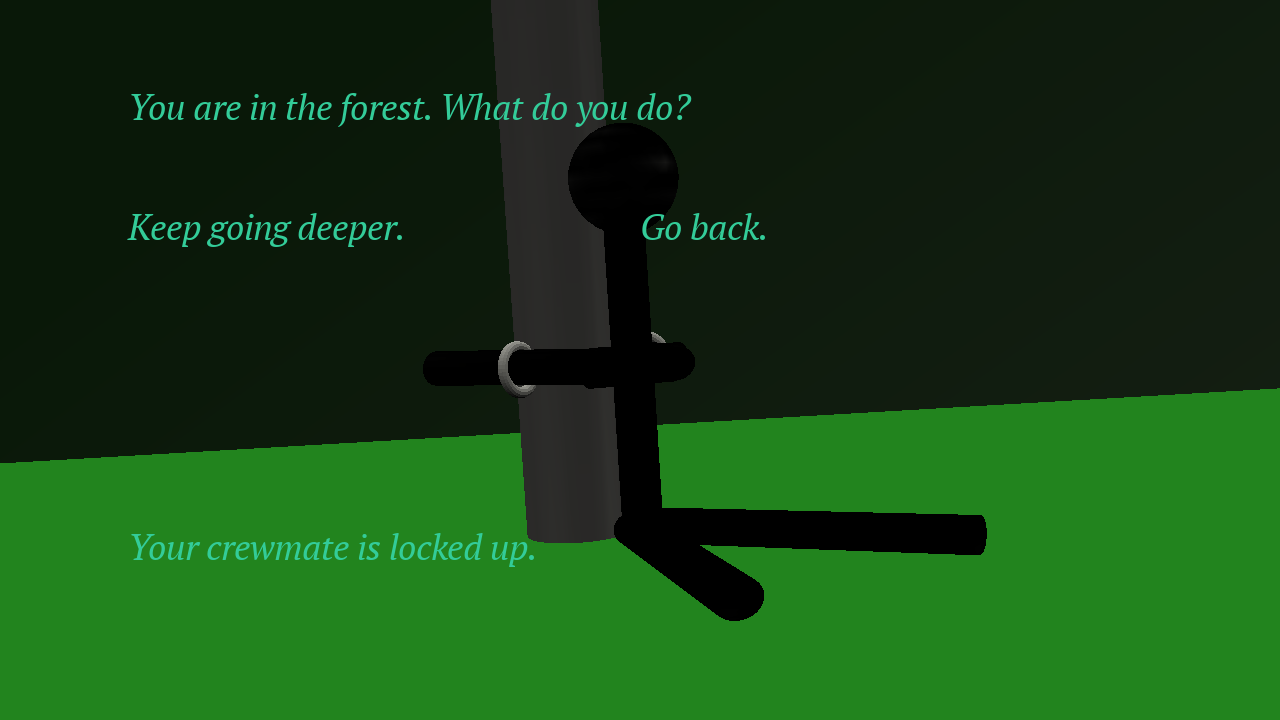 You are in the forest. What do you do?
Keep going deeper.
Go back.
Your crewmate is locked up.